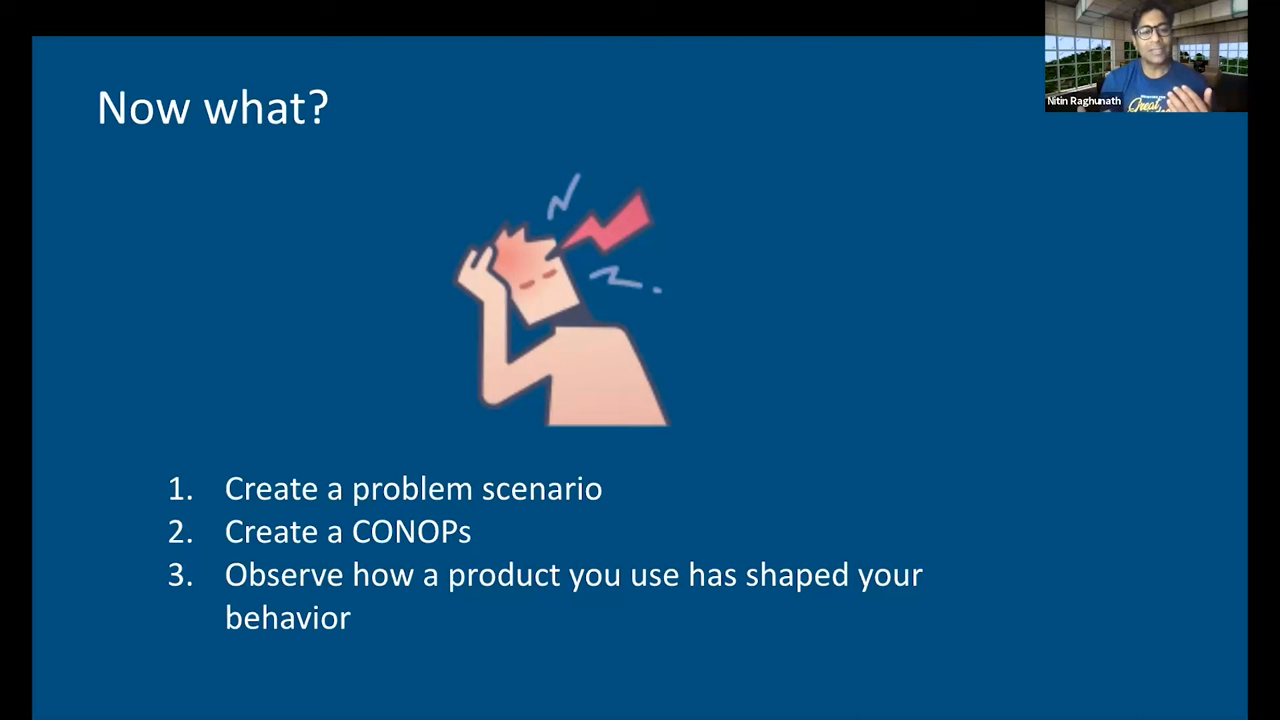 Now what?
Nitin Raghunath
Cheat
1. Create a problem scenario
2. Create a CONOPs
3. Observe how a product you use has shaped your
behavior